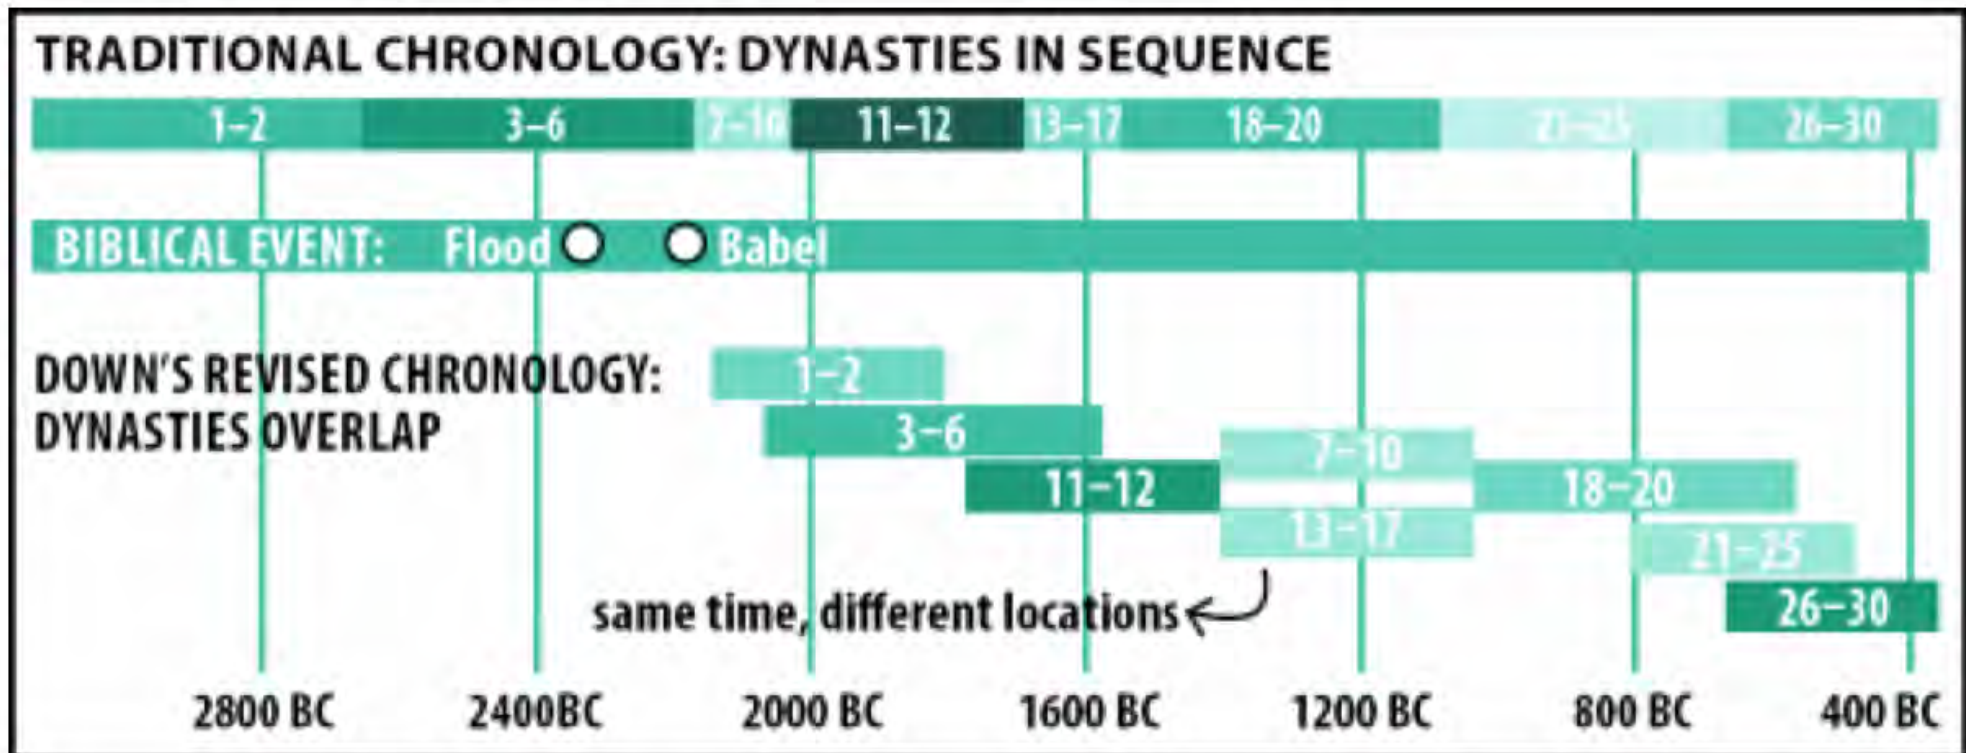 TRADITIONAL CHRONOLOGY: DYNASTIES IN SEQUENCE
1–2 3–6 7–10 11–12 13–17 18–20 21–25 26–30
BIBLICAL EVENT: Flood Babel
DOWN'S REVISED CHRONOLOGY:
DYNASTIES OVERLAP
1–2
3–6
7–10
11–12
18–20
13–17
21–25
same time, different locations
26–30
2800 BC 2400BC 2000 BC 1600 BC 1200 BC 800 BC 400 BC